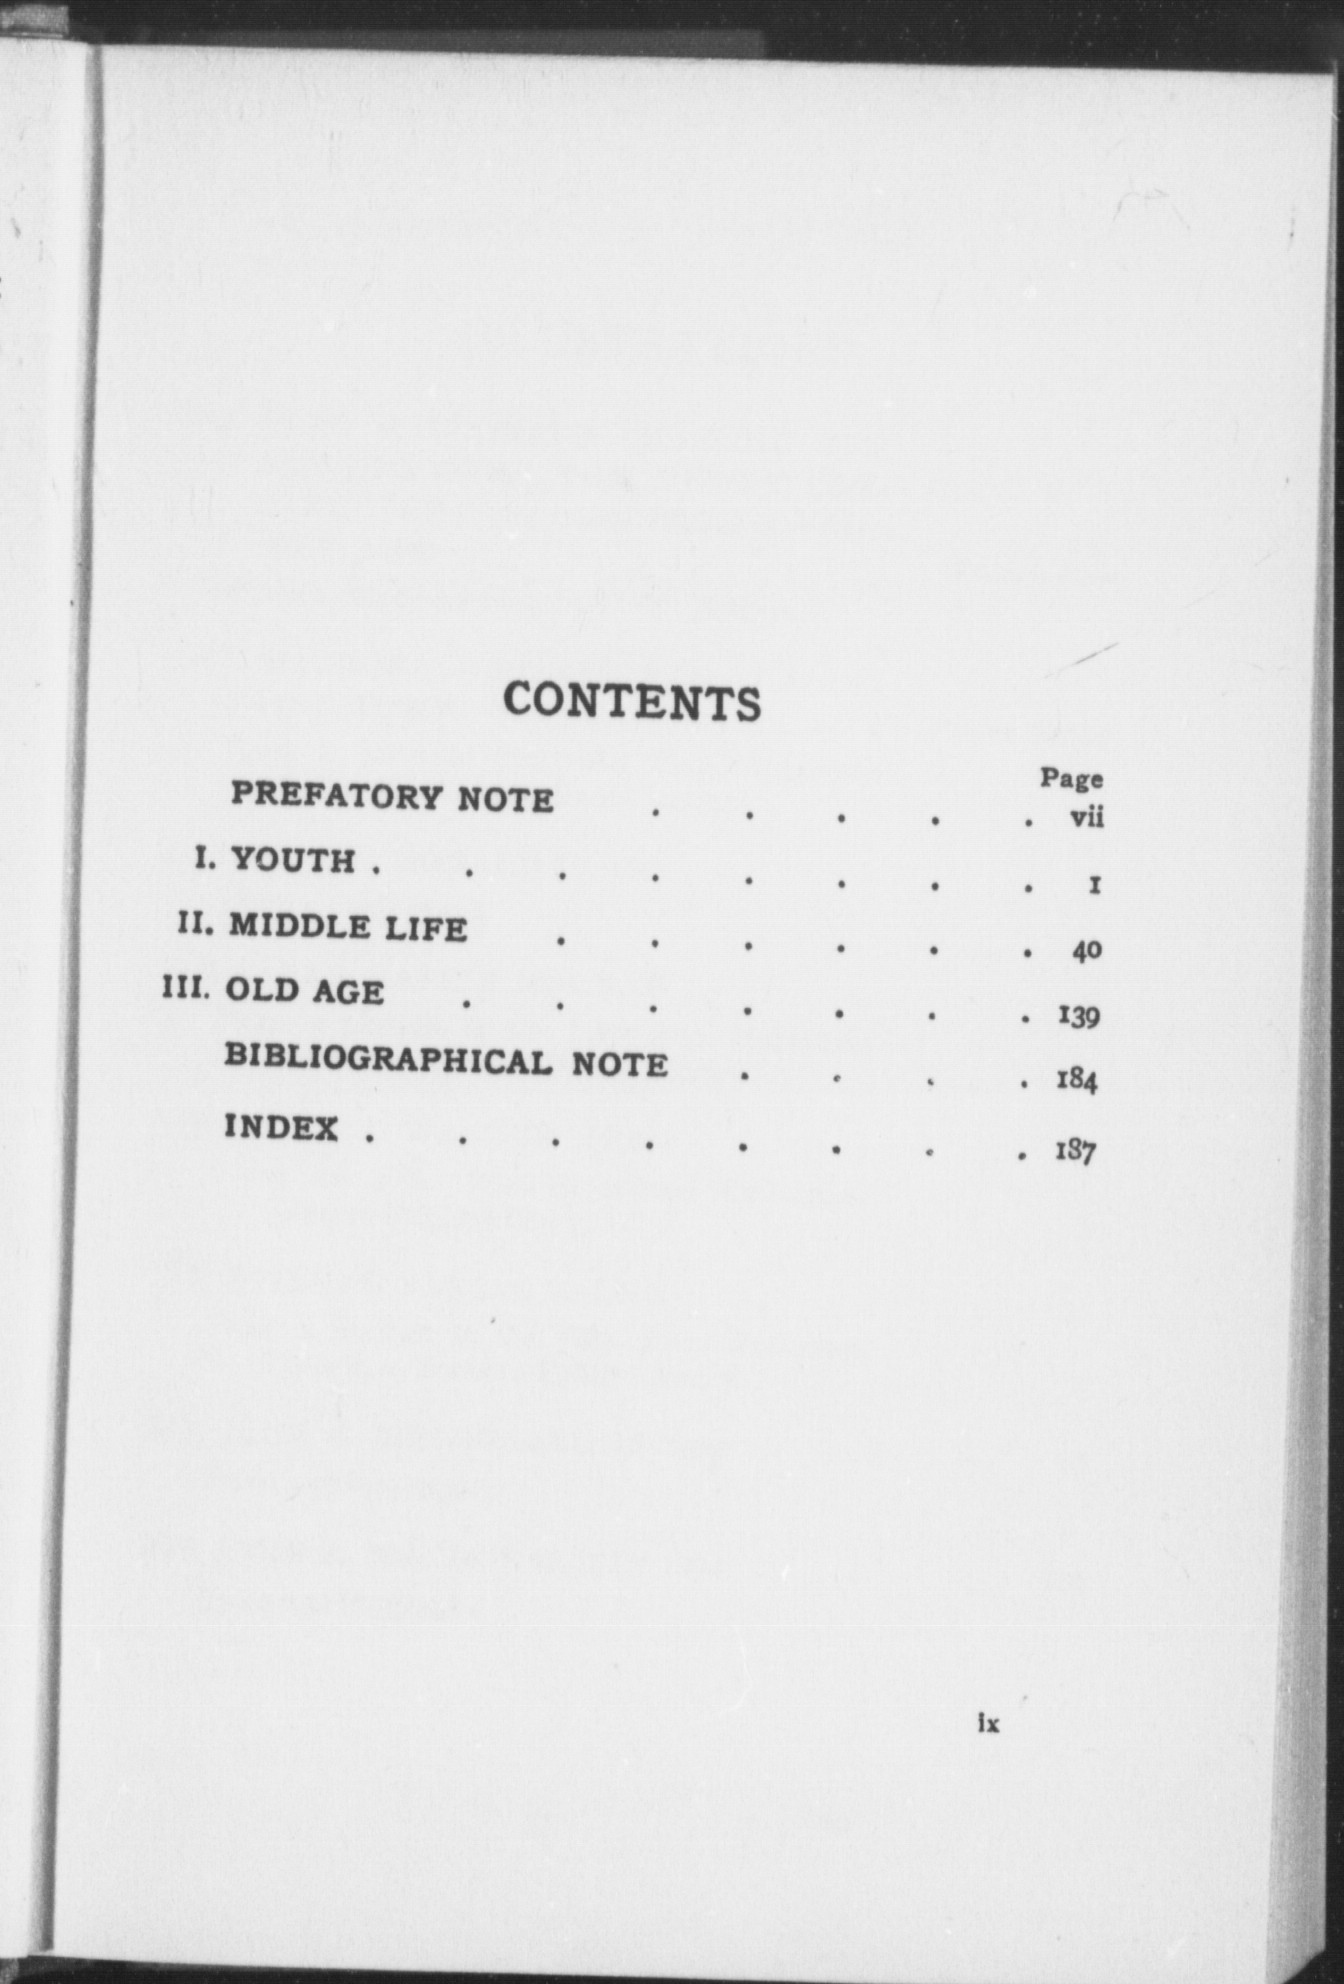 CONTENTS
Page
PREFATORY NOTE . . . . . vii
I. YOUTH . . . . . . . . 1
II. MIDDLE LIFE . . . . . . 40
III. OLD AGE . . . . . . . 139
BIBLIOGRAPHICAL NOTE . . . . 184
INDEX . . . . . . . . 187
ix